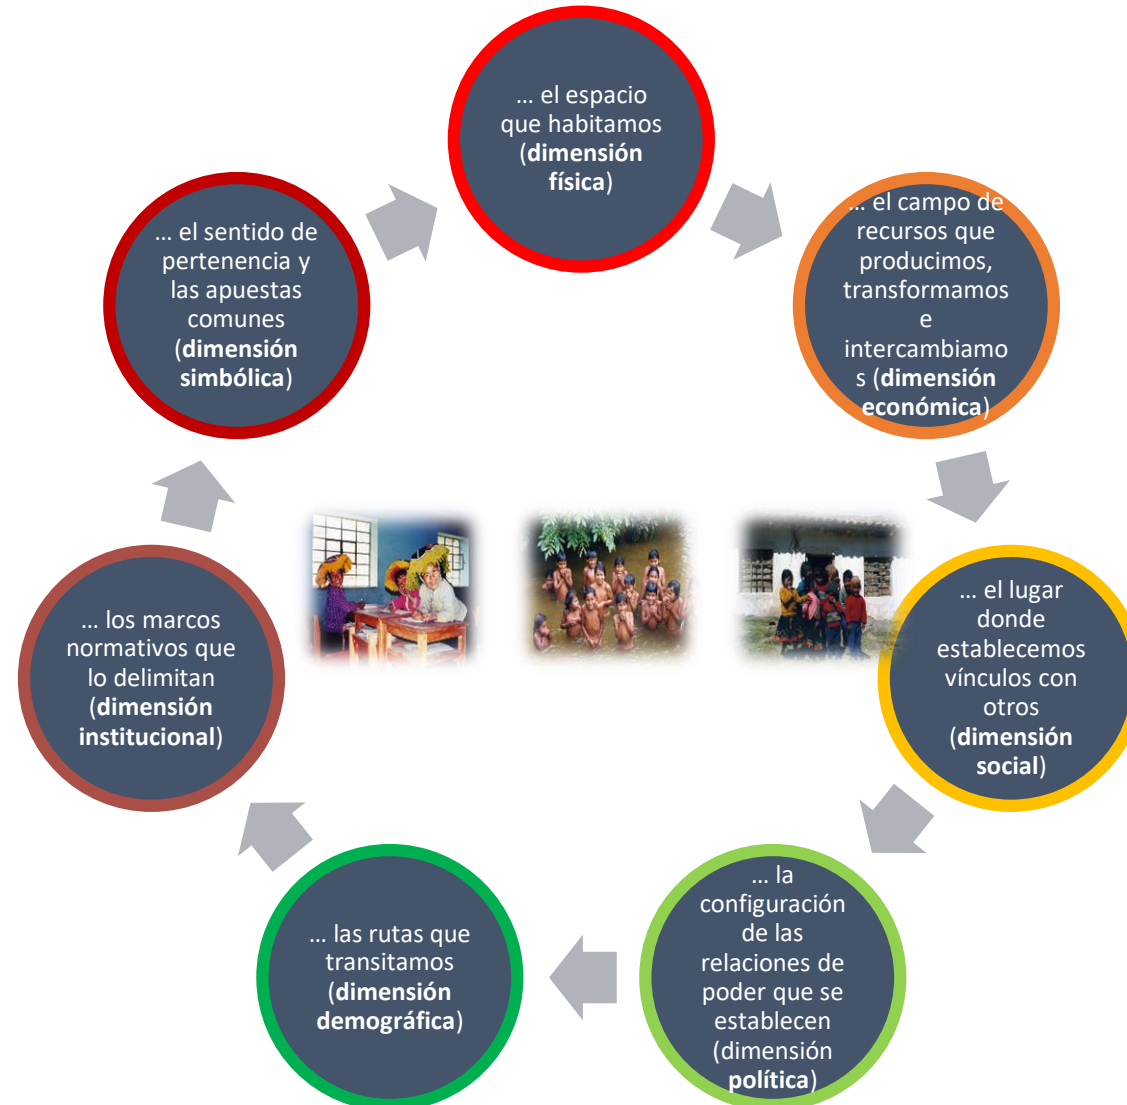 ... el espacio
que habitamos
(dimensión
física)
... el campo de
recursos que
producimos,
transformamos
e
intercambiamo
s (dimensión
económica)
... el lugar
donde
establecemos
vínculos con
otros
(dimensión
social)
... la
configuración
de las
relaciones de
poder que se
establecen
(dimensión
política)
... las rutas que
transitamos
(dimensión
demográfica)
... los marcos
normativos que
lo delimitan
(dimensión
institucional)
... el sentido de
pertenencia y
las apuestas
comunes
(dimensión
simbólica)